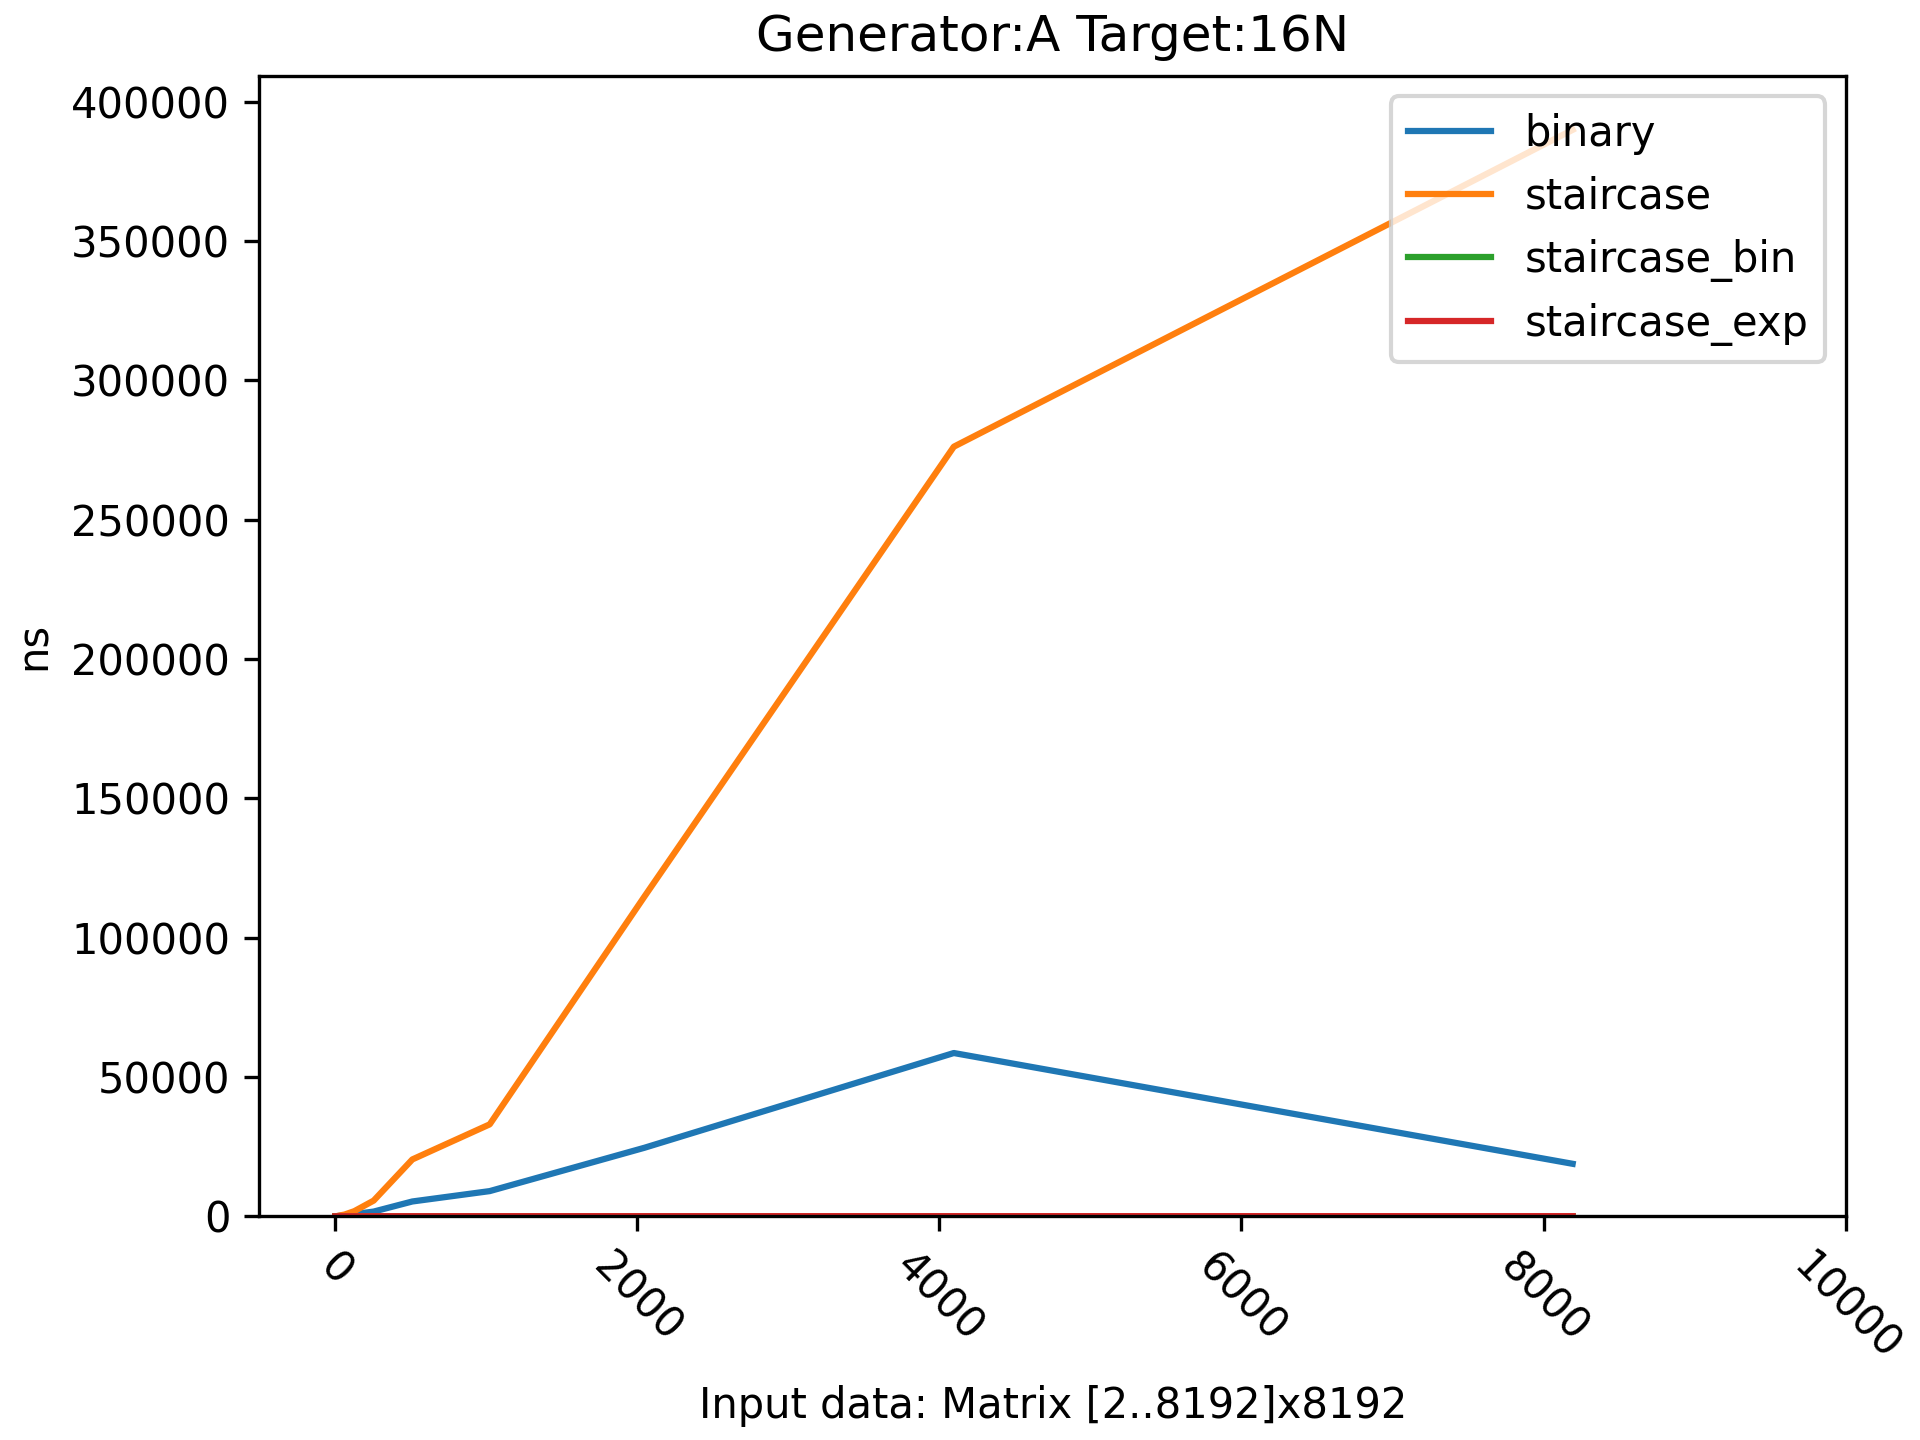 Generator:A Target:16N
400000
350000
300000
250000
200000
150000
100000
50000
0
ns
binary
staircase
staircase_bin
staircase_exp
0
2000
4000
6000
8000
10000
Input data: Matrix [2..8192]x8192